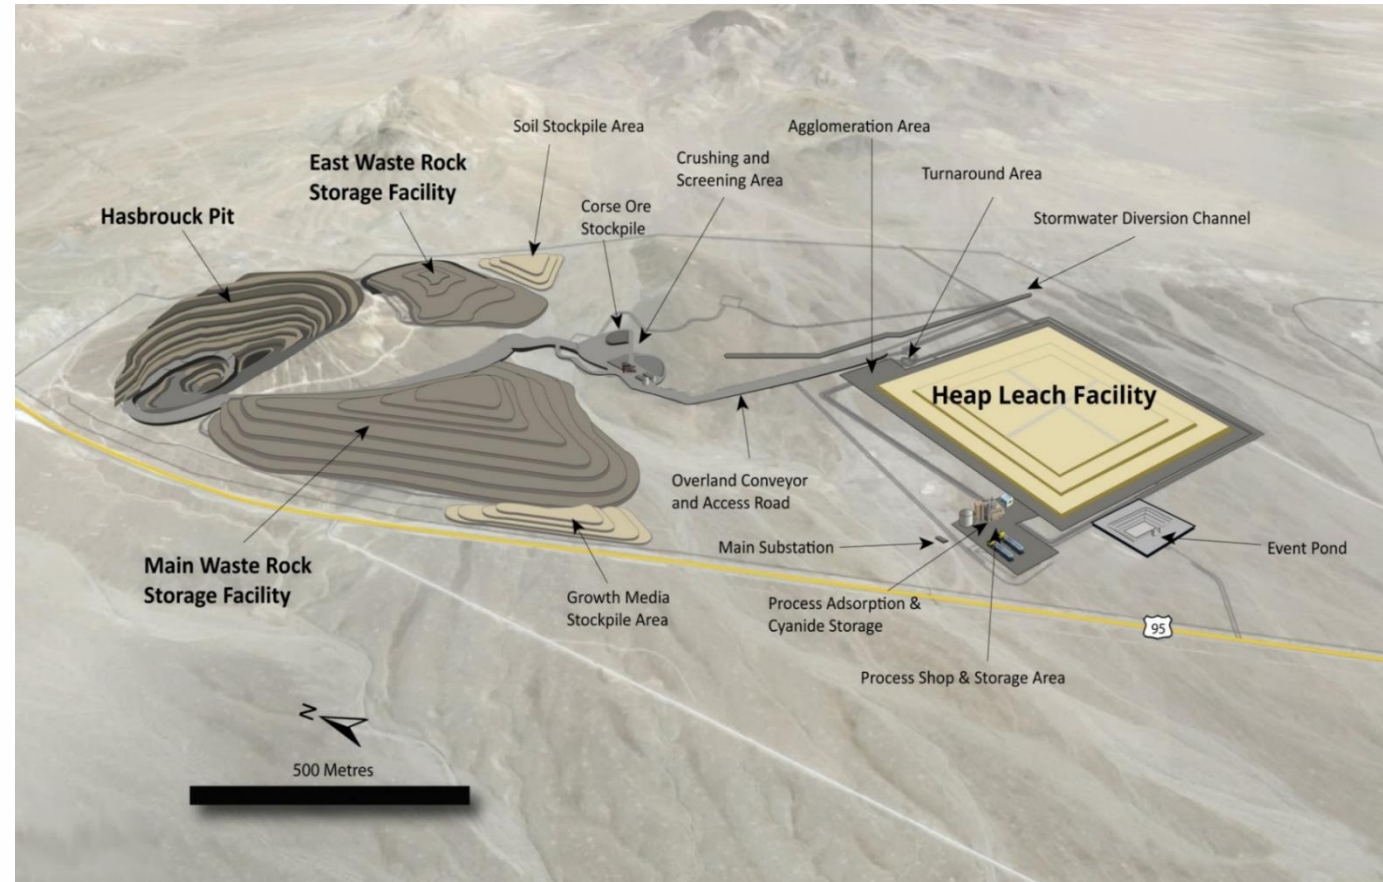 Soil Stockpile Area
Agglomeration Area
East Waste Rock
Storage Facility
Crushing and
Screening Area
Turnaround Area
Hasbrouck Pit
Corse Ore
Stockpile
Stormwater Diversion Channel
Heap Leach Facility
Overland Conveyor
and Access Road
Main Substation
Event Pond
Main Waste Rock
Storage Facility
Growth Media
Stockpile Area
Process Adsorption &
Cyanide Storage
95
Process Shop & Storage Area
N
500 Metres